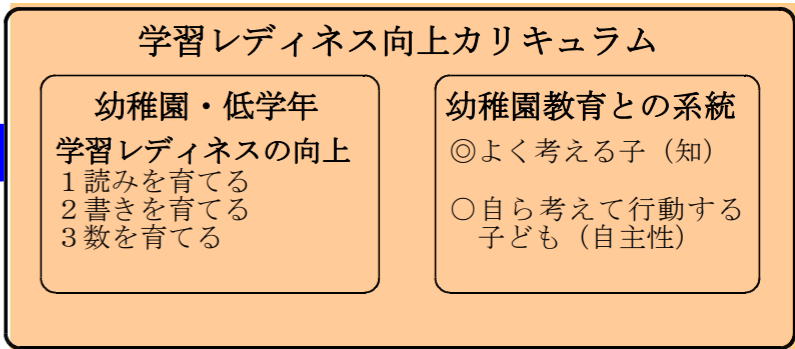 学習レディネス向上カリキュラム
幼稚園・低学年
学習レディネスの向上
１読みを育てる
２書きを育てる
３数を育てる
幼稚園教育との系統
◎よく考える子（知）
○自ら考えて行動する
子ども（自主性）